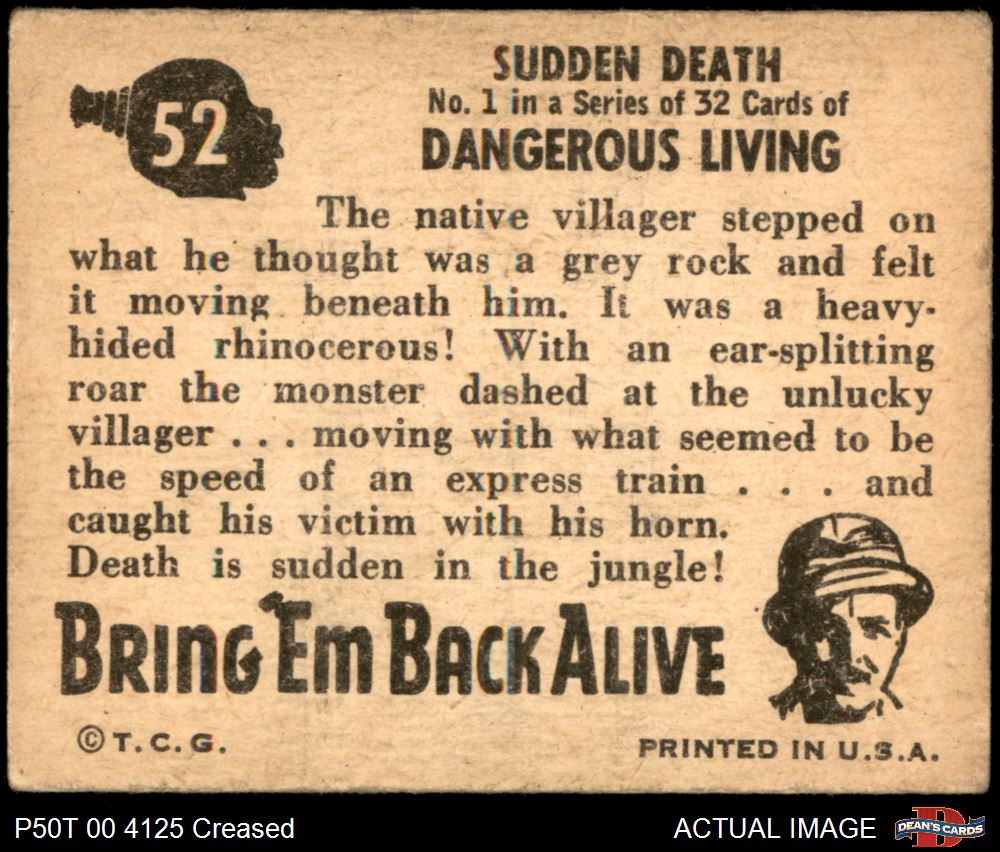 52
SUDDEN DEATH
No. 1 in a Series of 32 Cards of
DANGEROUS LIVING
The native villager stepped on
what he thought was a grey rock and felt
it moving beneath him. It was a heavy-
hided rhinocerous! With an ear-splitting
roar the monster dashed at the unlucky
villager . . . moving with what seemed to be
the speed of an express train . . . and
caught his victim with his horn.
Death is sudden in the jungle!
BRING 'EM BACK ALIVE
© T. C. G.
PRINTED IN U.S.A.
P50T 00 4125 Creased
ACTUAL IMAGE
D
DEAN'S CARDS